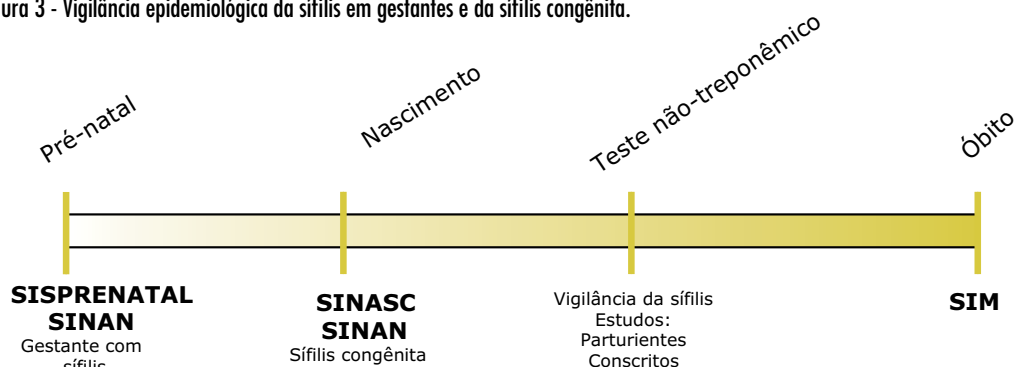 ura 3 - Vigilância epidemiológica da sífilis em gestantes e da sífilis congênita.
Pré-natal
Nascimento
Teste não-treponêmico
Óbito
SISPRENATAL
SINAN
Gestante com
sífilis
SINASC
SINAN
Sífilis congênita
Vigilância da sífilis
Estudos:
Parturientes
Conscritos
SIM